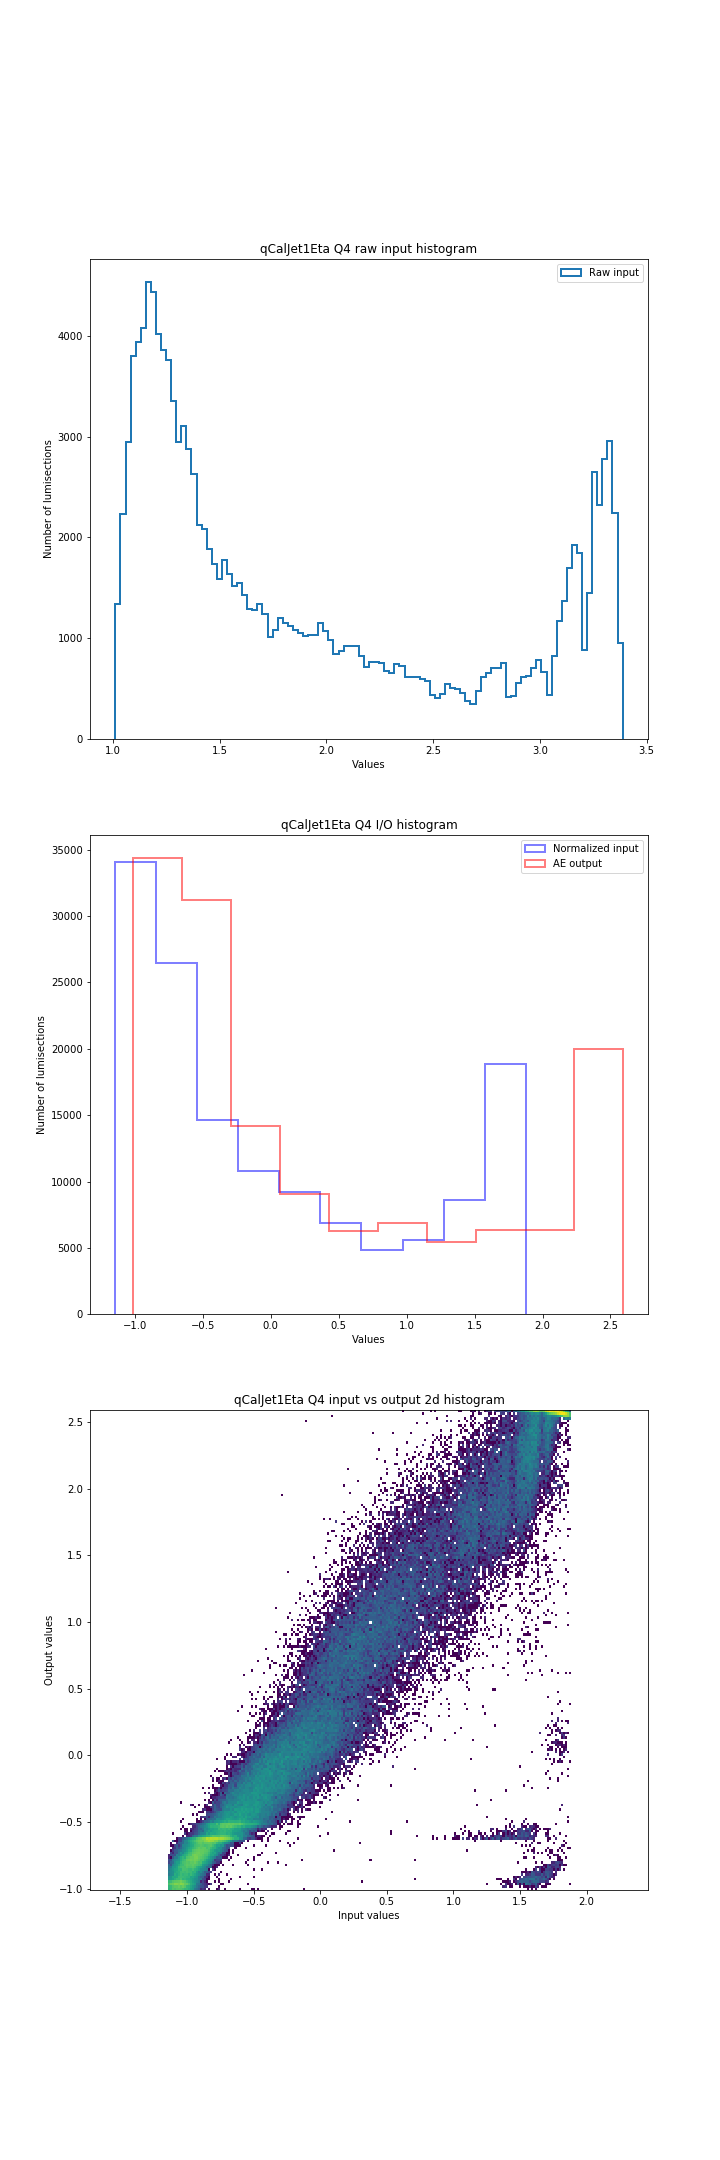 qCalJet1Eta Q4 raw input histogram
Raw input
4000
3000
2000
1000
0
Number of lumisections
1.0 1.5 2.0 2.5 3.0 3.5
Values
qCalJet1Eta Q4 I/O histogram
Normalized input
AE output
35000
30000
25000
20000
15000
10000
5000
0
Number of lumisections
−1.0 −0.5 0.0 0.5 1.0 1.5 2.0 2.5
Values
qCalJet1Eta Q4 input vs output 2d histogram
2.5
2.0
1.5
1.0
0.5
0.0
−0.5
−1.0
Output values
−1.5 −1.0 −0.5 0.0 0.5 1.0 1.5 2.0
Input values